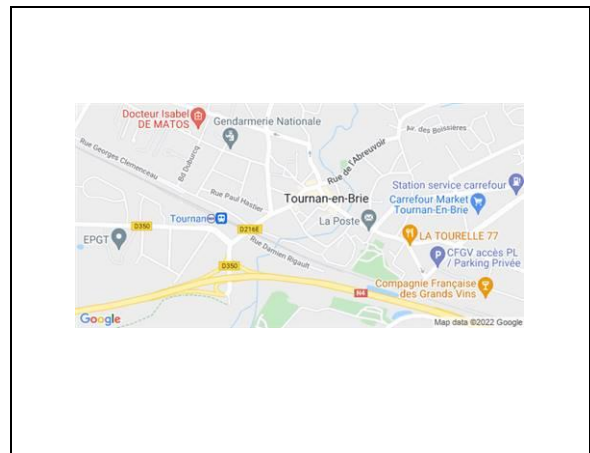 Docteur Isabel
DE MATOS
Gendarmerie Nationale
Av. des Boissières
Rue de l'Abreuvoir
Rue Georges Clemenceau
Bd Duburcq
Station service carrefour
Rue Paul Hastier
Tournan-en-Brie
Carrefour Market
Tournan-En-Brie
Tournan
La Poste
D350
D216E
LA TOURELLE 77
EPGT
Rue Damien Rigault
CFGV accès PL
/ Parking Privée
D350
Compagnie Française
des Grands Vins
N4
Google
Map data ©2022 Google